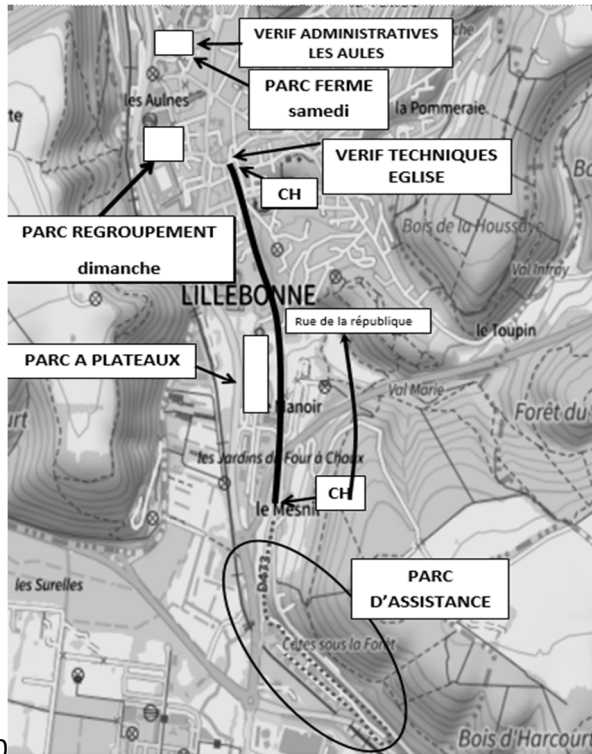 VERIF ADMINISTRATIVES
LES AULES
PARC FERME
samedi
les Aulnes
la Pommeraie
VERIF TECHNIQUES
EGLISE
CH
PARC REGROUPEMENT
dimanche
Bois de la Houssaye
Val Infray
LILLEBONNE
Rue de la république
le Toupin
PARC A PLATEAUX
Val Marie
Manoir
Forêt du
les Jardins du Four à Chaux
CH
le Mesnil
D473
PARC
D'ASSISTANCE
les Surelles
Côtes sous la Forêt
Bois d'Harcourt